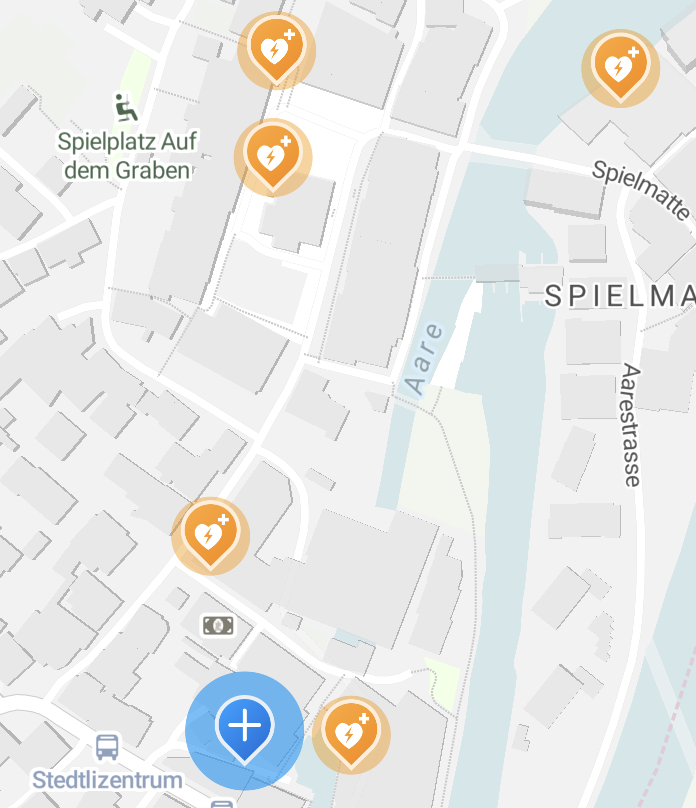 Spielplatz Auf
dem Graben
Spielmatte
SPIELMA
Aare
Aarestrasse
Stedtlizentrum